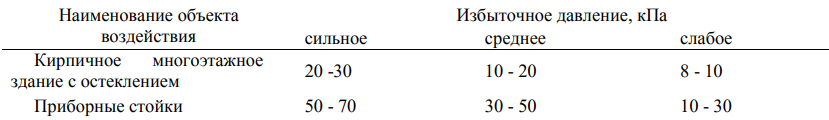 Наименование объекта воздействия
Избыточное давление, кПа
сильное среднее слабое
Кирпичное многоэтажное здание с остеклением
20 -30 10 - 20 8 - 10
Приборные стойки 50 - 70 30 - 50 10 - 30